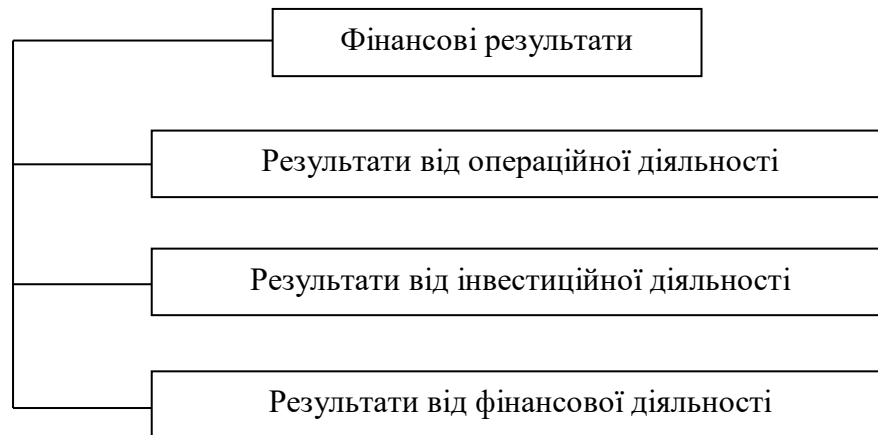 Фінансові результати
Результати від операційної діяльності
Результати від інвестиційної діяльності
Результати від фінансової діяльності